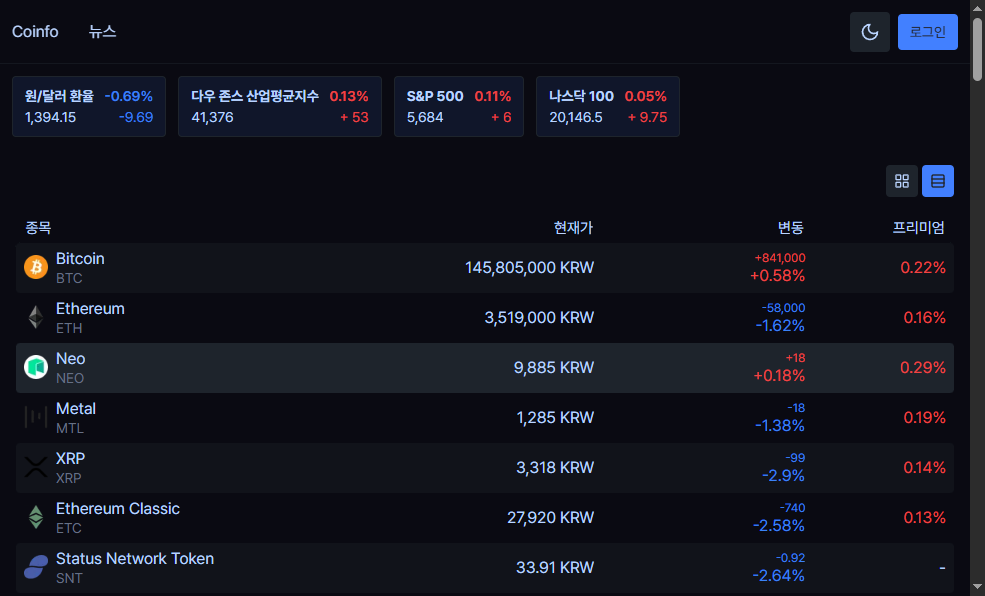 Coinfo 뉴스 로그인
원/달러 환율 -0.69% 다우 존스 산업평균지수 0.13% S&P 500 0.11% 나스닥 100 0.05%
1,394.15 -9.69 41,376 + 53 5,684 + 6 20,146.5 + 9.75
종목 현재가 변동 프리미엄
Bitcoin
BTC
145,805,000 KRW
+841,000
+0.58%
0.22%
Ethereum
ETH
3,519,000 KRW
-58,000
-1.62%
0.16%
Neo
NEO
9,885 KRW
+18
+0.18%
0.29%
Metal
MTL
1,285 KRW
-18
-1.38%
0.19%
XRP
XRP
3,318 KRW
-99
-2.9%
0.14%
Ethereum Classic
ETC
27,920 KRW
-740
-2.58%
0.13%
Status Network Token
SNT
33.91 KRW
-0.92
-2.64%
-